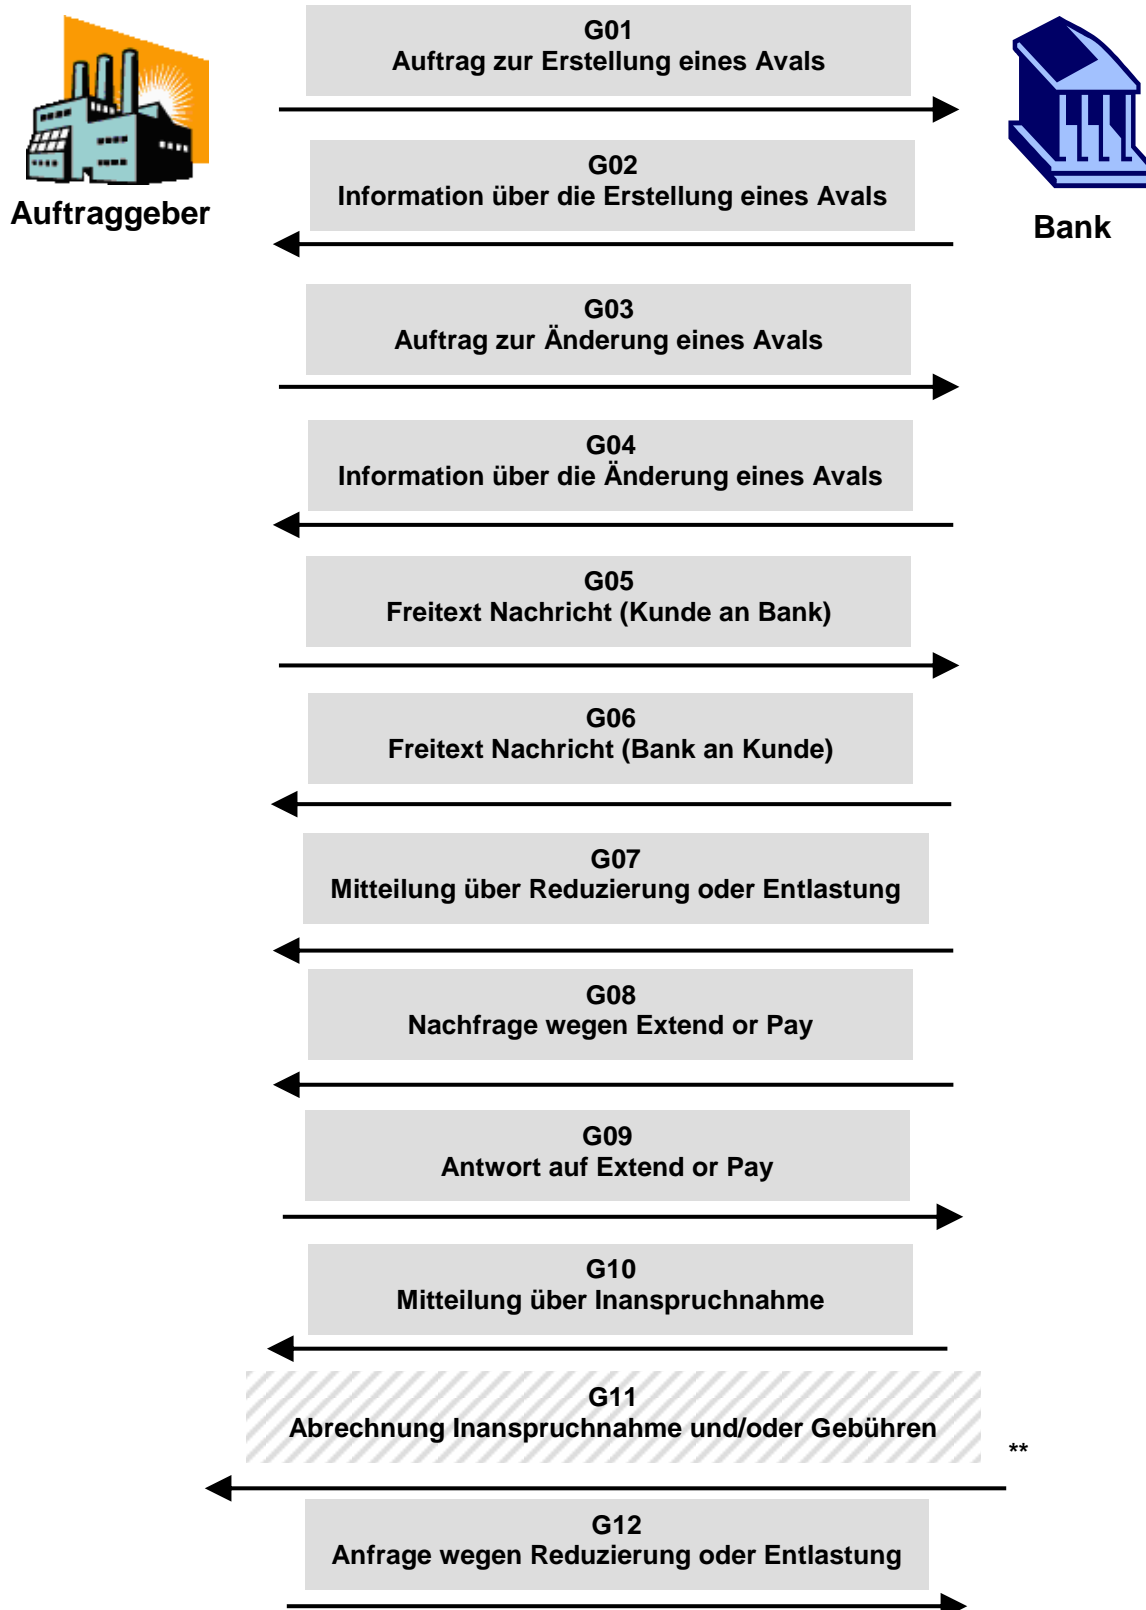 G01
Auftrag zur Erstellung eines Avals
G02
Information über die Erstellung eines Avals
Auftraggeber
Bank
G03
Auftrag zur Änderung eines Avals
G04
Information über die Änderung eines Avals
G05
Freitext Nachricht (Kunde an Bank)
G06
Freitext Nachricht (Bank an Kunde)
G07
Mitteilung über Reduzierung oder Entlastung
G08
Nachfrage wegen Extend or Pay
G09
Antwort auf Extend or Pay
G10
Mitteilung über Inanspruchnahme
G11
Abrechnung Inanspruchnahme und/oder Gebühren
**
G12
Anfrage wegen Reduzierung oder Entlastung